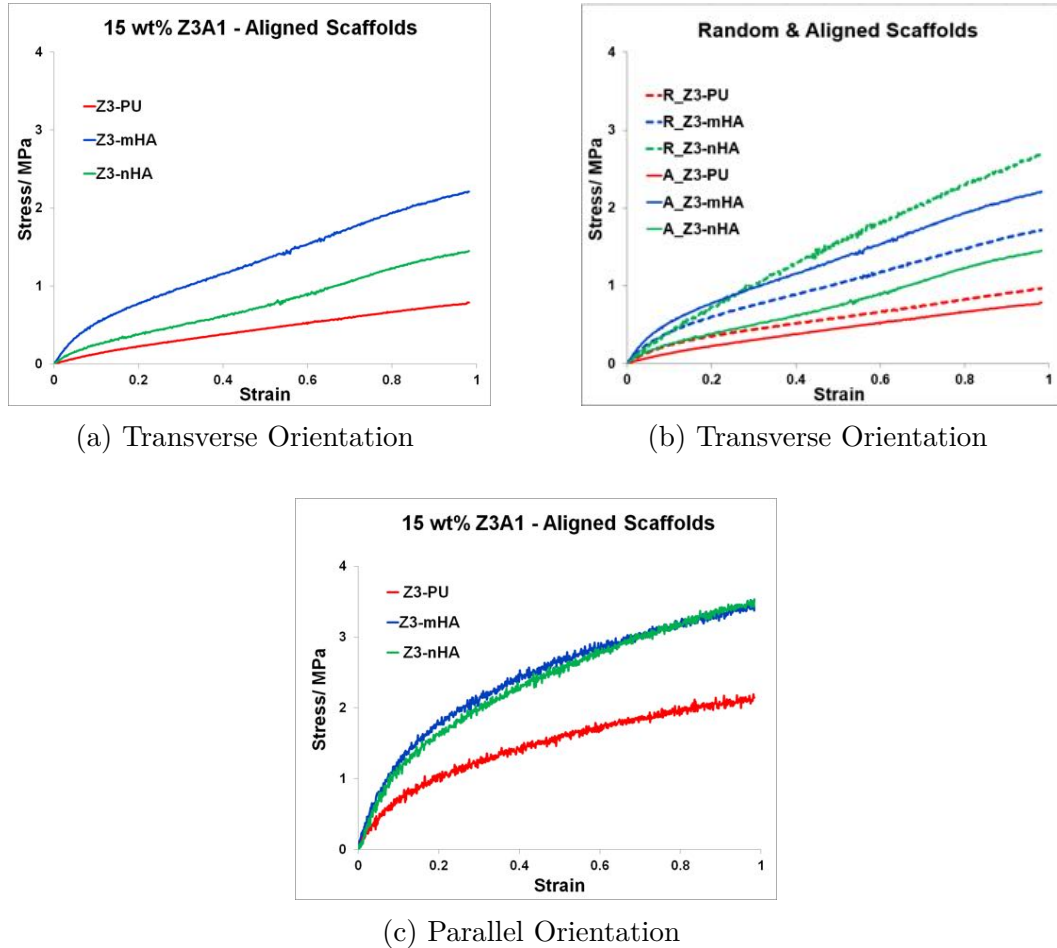 15 wt% Z3A1 - Aligned Scaffolds
4
3
2
1
0
Stress/ MPa
Z3-PU
Z3-mHA
Z3-nHA
0
0.2
0.4
0.6
0.8
1
Strain
(a) Transverse Orientation
Random & Aligned Scaffolds
4
3
2
1
0
Stress/ MPa
R_Z3-PU
R_Z3-mHA
R_Z3-nHA
A_Z3-PU
A_Z3-mHA
A_Z3-nHA
0
0.2
0.4
0.6
0.8
1
Strain
(b) Transverse Orientation
15 wt% Z3A1 - Aligned Scaffolds
4
3
2
1
0
Stress/ MPa
Z3-PU
Z3-mHA
Z3-nHA
0
0.2
0.4
0.6
0.8
1
Strain
(c) Parallel Orientation